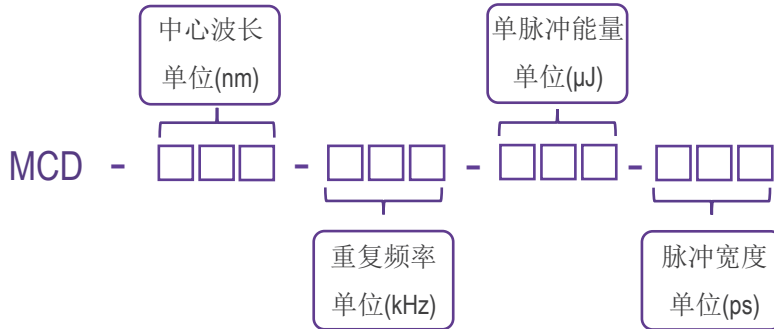 中心波长
单位(nm)
单脉冲能量
单位(µJ)
MCD - □□□ - □□□ - □□□ - □□□
重复频率
单位(kHz)
脉冲宽度
单位(ps)